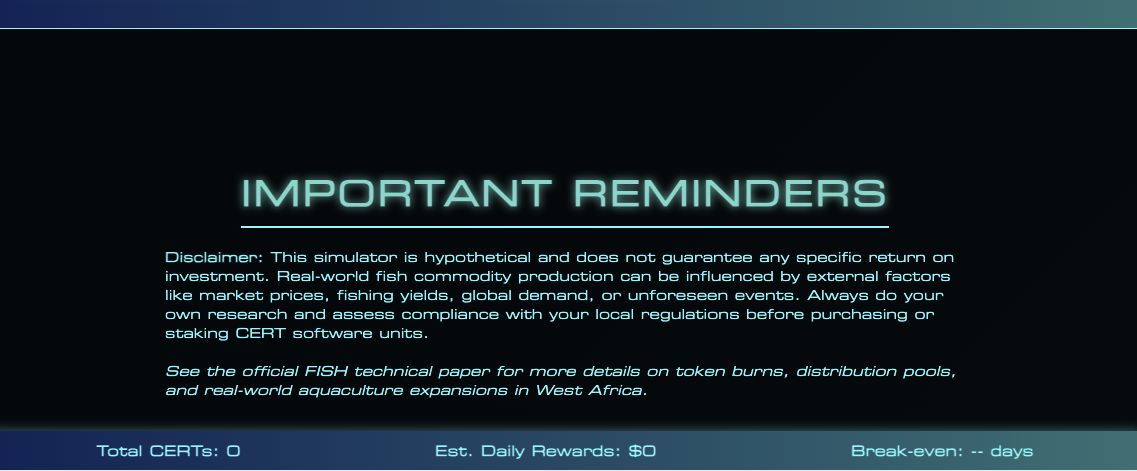 IMPORTANT REMINDERS
Disclaimer: This simulator is hypothetical and does not guarantee any specific return on
investment. Real-world fish commodity production can be influenced by external factors
like market prices, fishing yields, global demand, or unforeseen events. Always do your
own research and assess compliance with your local regulations before purchasing or
staking CERT software units.
See the official FISH technical paper for more details on token burns, distribution pools,
and real-world aquaculture expansions in West Africa.
Total CERTs: 0
Est. Daily Rewards: $0
Break-even: -- days